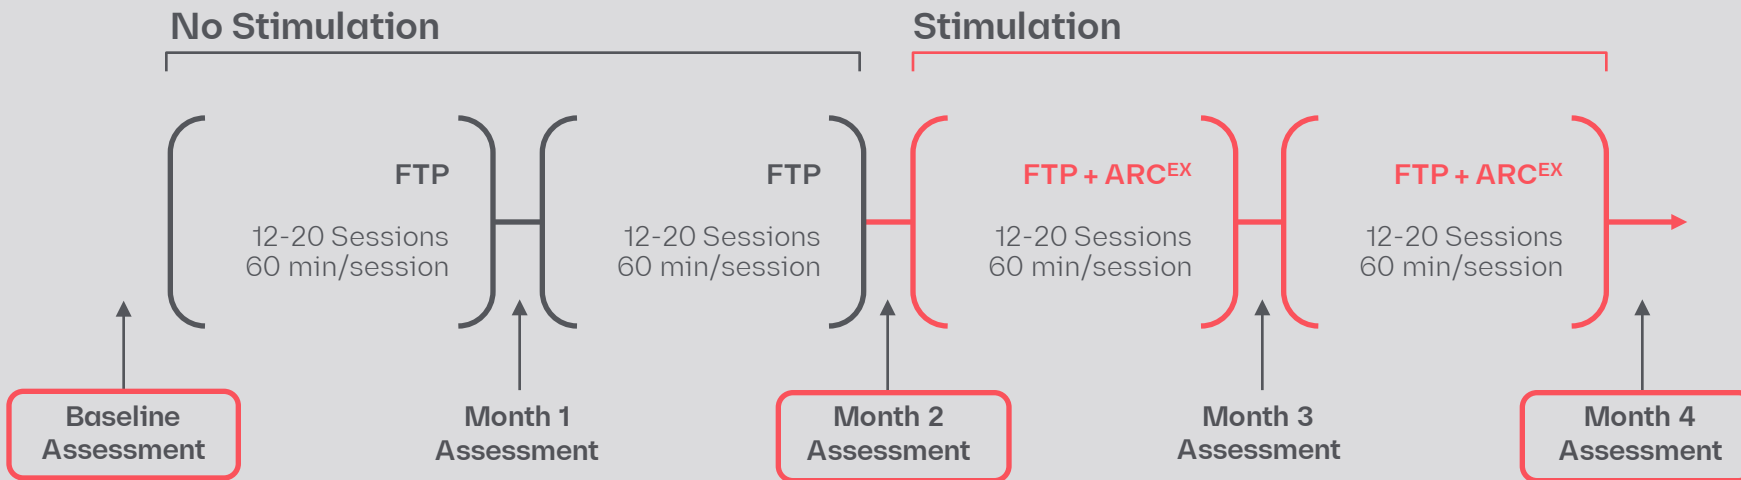 No Stimulation
Stimulation
FTP
12-20 Sessions
60 min/session
FTP
12-20 Sessions
60 min/session
FTP + ARCᴱˣ
12-20 Sessions
60 min/session
FTP + ARCᴱˣ
12-20 Sessions
60 min/session
Baseline
Assessment
Month 1
Assessment
Month 2
Assessment
Month 3
Assessment
Month 4
Assessment